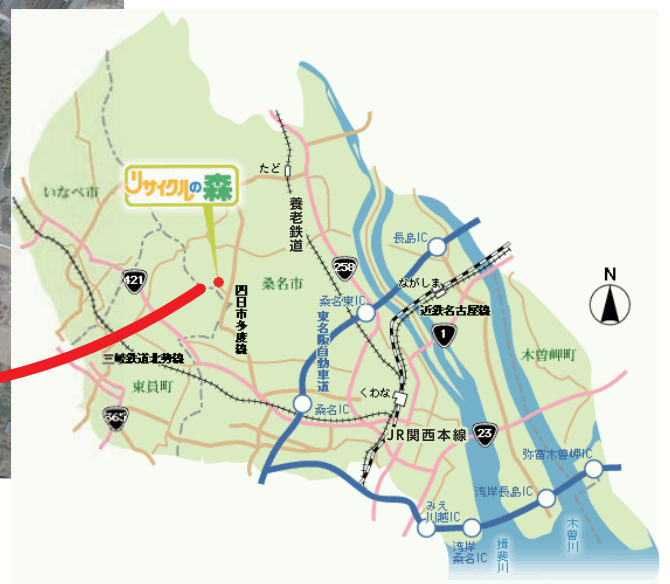 たど
いなべ市
リサイクルの森
養老鉄道
長島IC
258
421
桑名市
ながしま
N
四日市多度線
桑名東IC
近鉄名古屋線
東名阪自動車道
1
三岐鉄道北勢線
木曽岬町
東員町
くわな
365
桑名IC
JR関西本線
23
弥富木曽岬IC
湾岸長島IC
みえ
川越IC
湾岸
桑名IC
揖斐川
木曽川